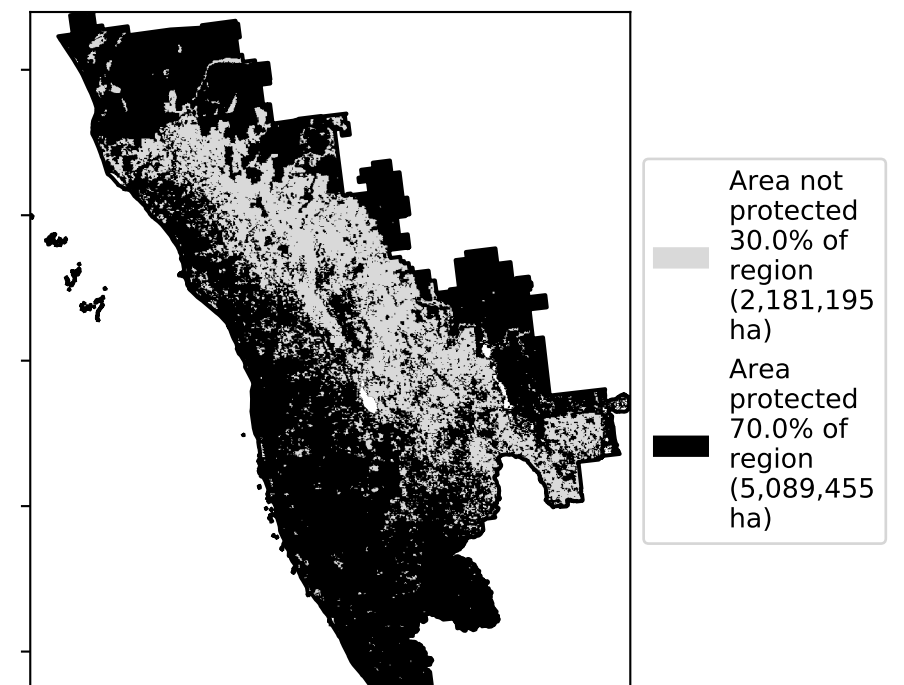 Area not
protected
30.0% of
region
(2,181,195
ha)
Area
protected
70.0% of
region
(5,089,455
ha)